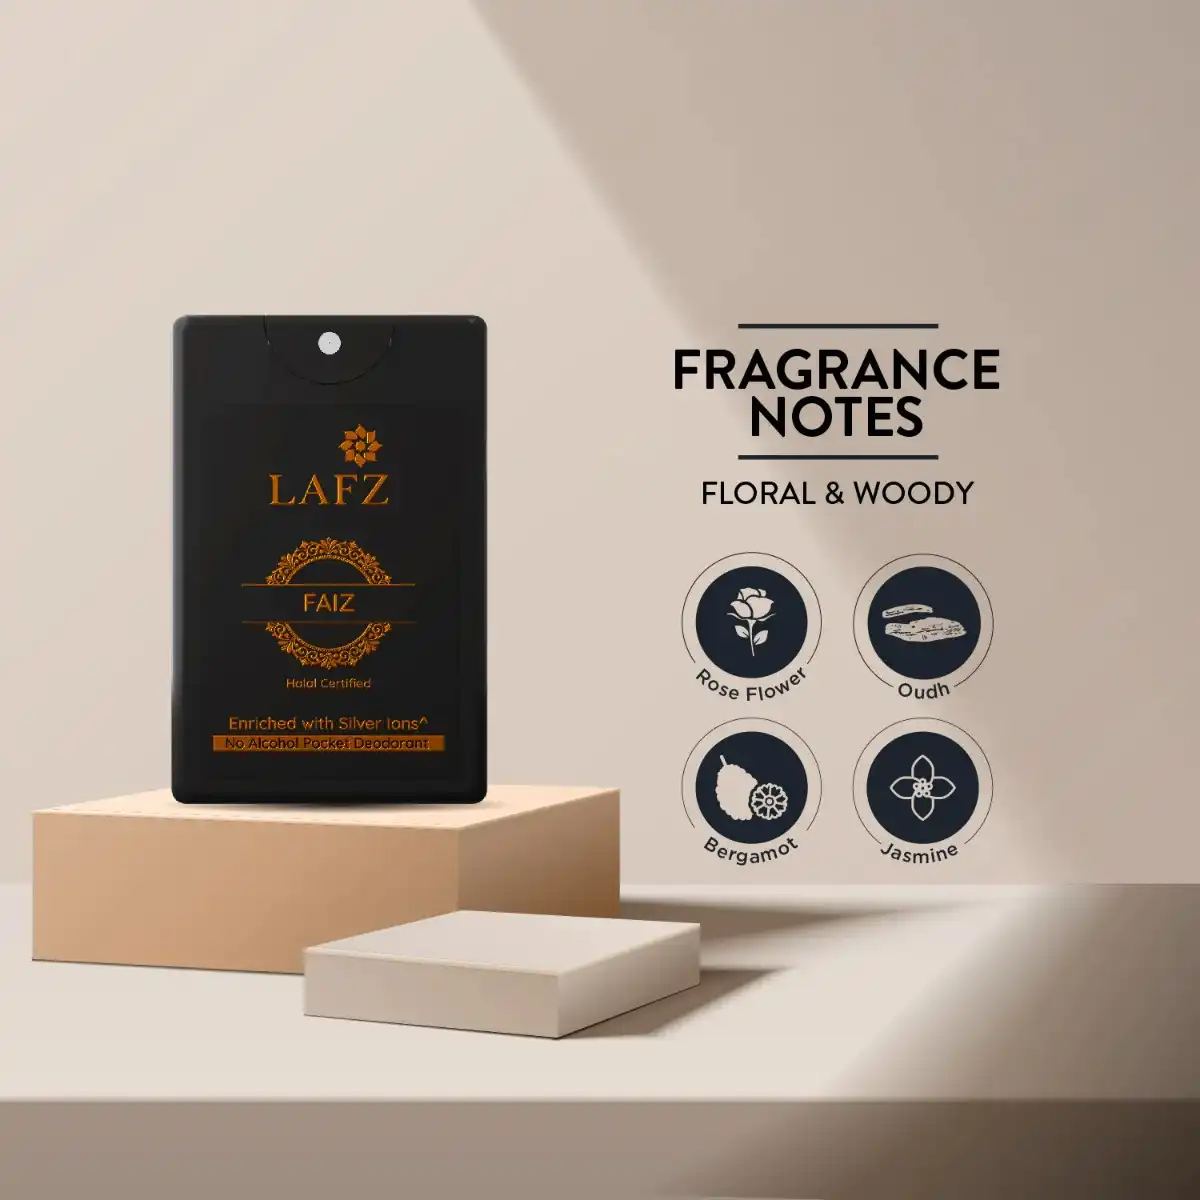 LAFZ
FAIZ
Halal Certified
Enriched with Silver Ions^
No Alcohol Pocket Deodorant
FRAGRANCE
NOTES
FLORAL & WOODY
Rose Flower
Oudh
Bergamot
Jasmine